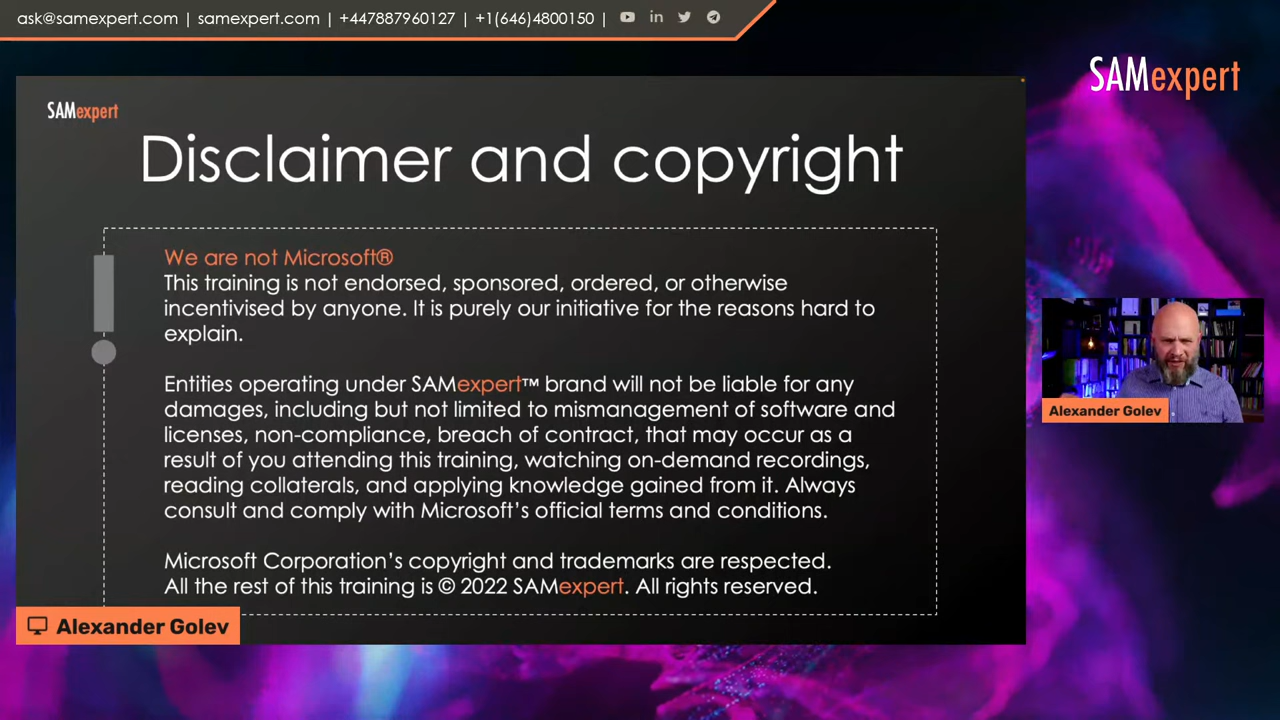 ask@samexpert.com | samexpert.com | +447887960127 | +1(646)4800150 |
SAMexpert
SAMexpert
Disclaimer and copyright
We are not Microsoft®
This training is not endorsed, sponsored, ordered, or otherwise
incentivised by anyone. It is purely our initiative for the reasons hard to
explain.
Entities operating under SAMexpert™ brand will not be liable for any
damages, including but not limited to mismanagement of software and
licenses, non-compliance, breach of contract, that may occur as a
result of you attending this training, watching on-demand recordings,
reading collaterals, and applying knowledge gained from it. Always
consult and comply with Microsoft’s official terms and conditions.
Microsoft Corporation’s copyright and trademarks are respected.
All the rest of this training is © 2022 SAMexpert. All rights reserved.
Alexander Golev
Alexander Golev